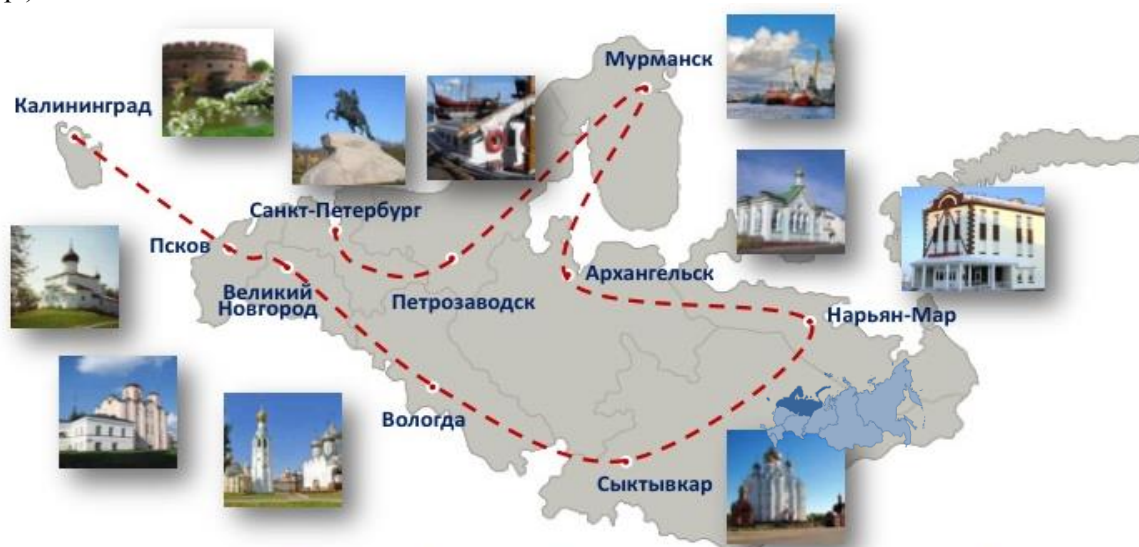 Мурманск
Калининград
Санкт-Петербург
Псков
Архангельск
Великий
Новгород
Петрозаводск
Нарьян-Мар
Вологда
Сыктывкар